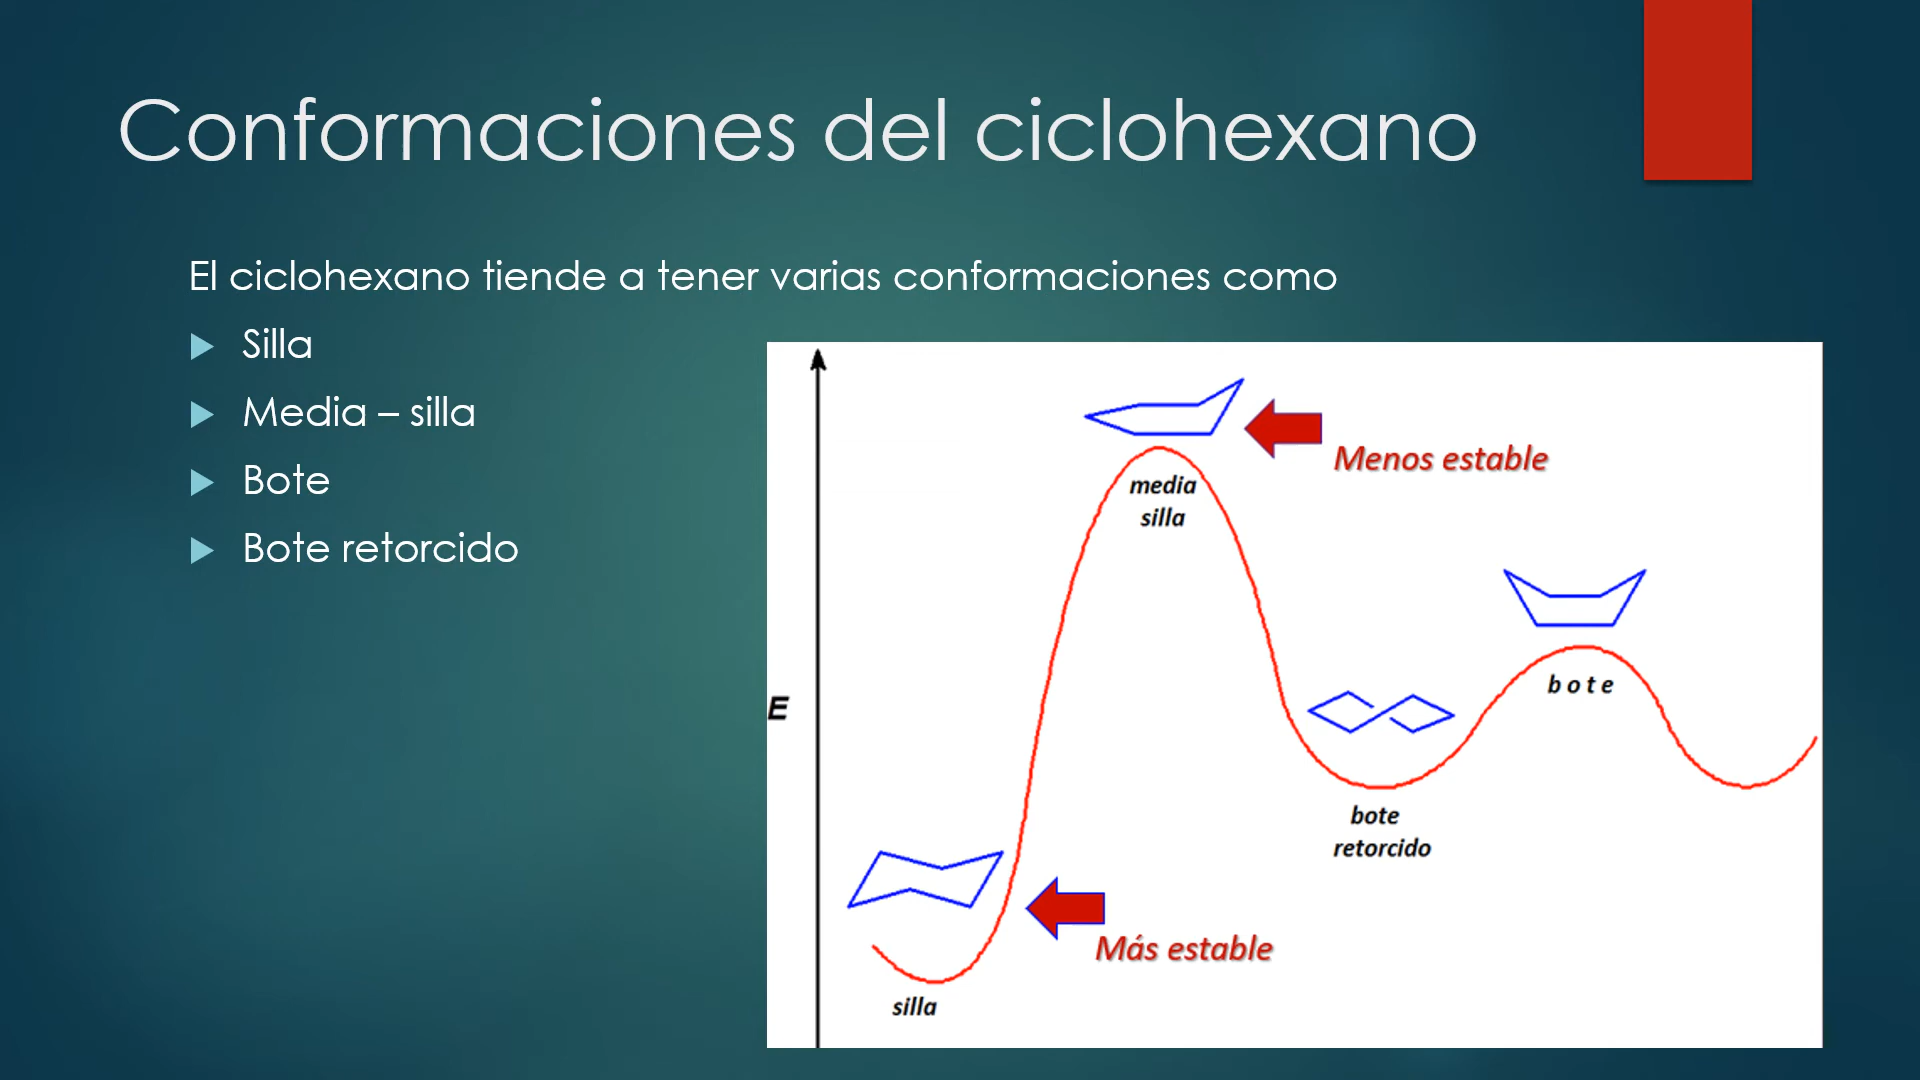 Conformaciones del ciclohexano
El ciclohexano tiende a tener varias conformaciones como
Silla
Media – silla
Bote
Bote retorcido
Menos estable
media
silla
bote
E
bote
retorcido
Más estable
silla